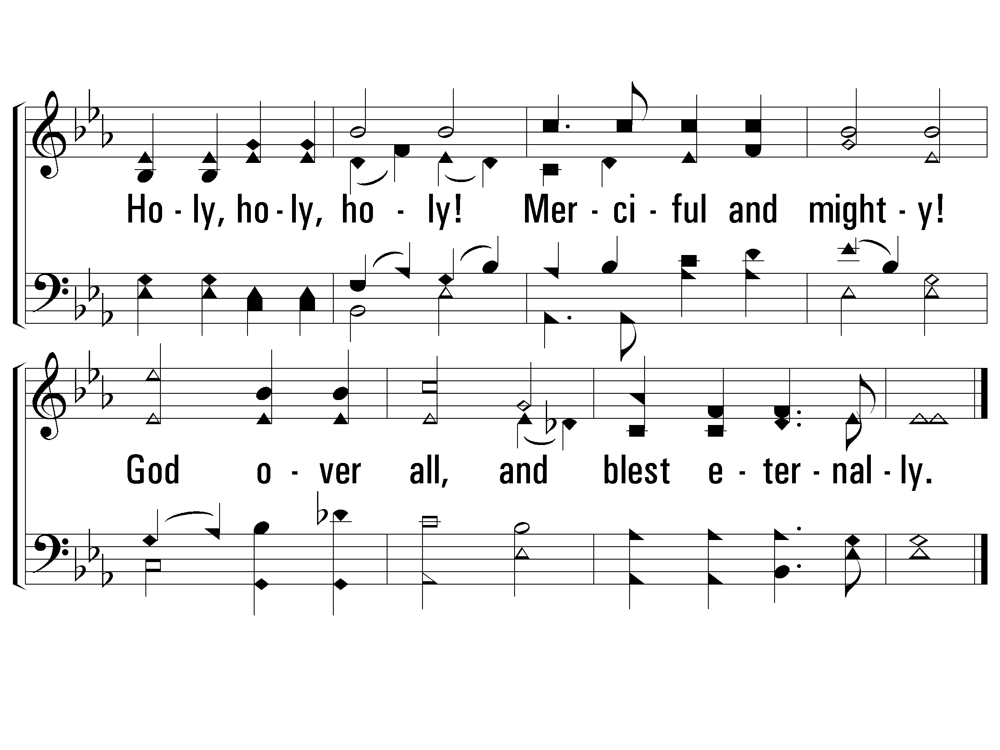 Ho - ly, ho - ly, ho - ly! Mer - ci - ful and might - y!
God o - ver all, and blest e - ter - nal - ly.